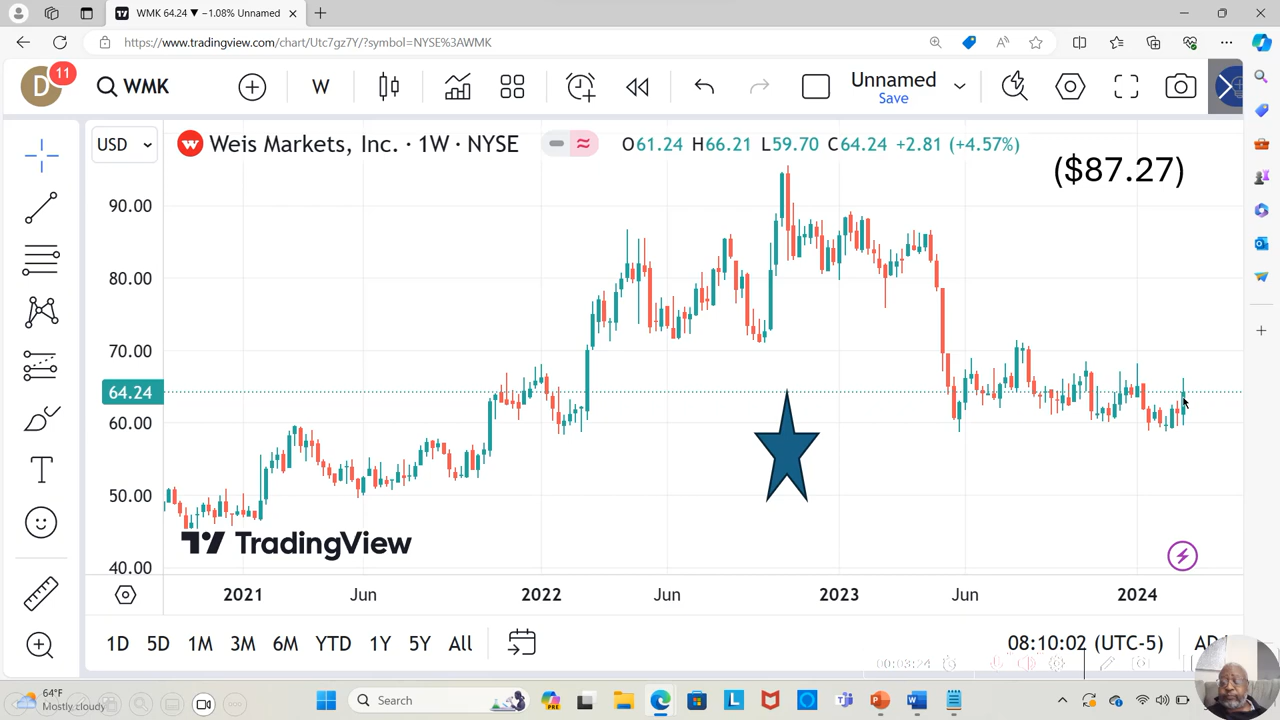 WMK 64.24 ▼ −1.08% Unnamed
https://www.tradingview.com/chart/Utc7gz7Y/?symbol=NYSE%3AWMK
D
11
WMK
W
Unnamed
Save
USD
Weis Markets, Inc. · 1W · NYSE
O61.24 H66.21 L59.70 C64.24 +2.81 (+4.57%)
($87.27)
90.00
80.00
70.00
64.24
60.00
50.00
40.00
TradingView
2021 Jun 2022 Jun 2023 Jun 2024
1D 5D 1M 3M 6M YTD 1Y 5Y All
08:10:02 (UTC-5)
00:03:24
64°F
Mostly cloudy
Search